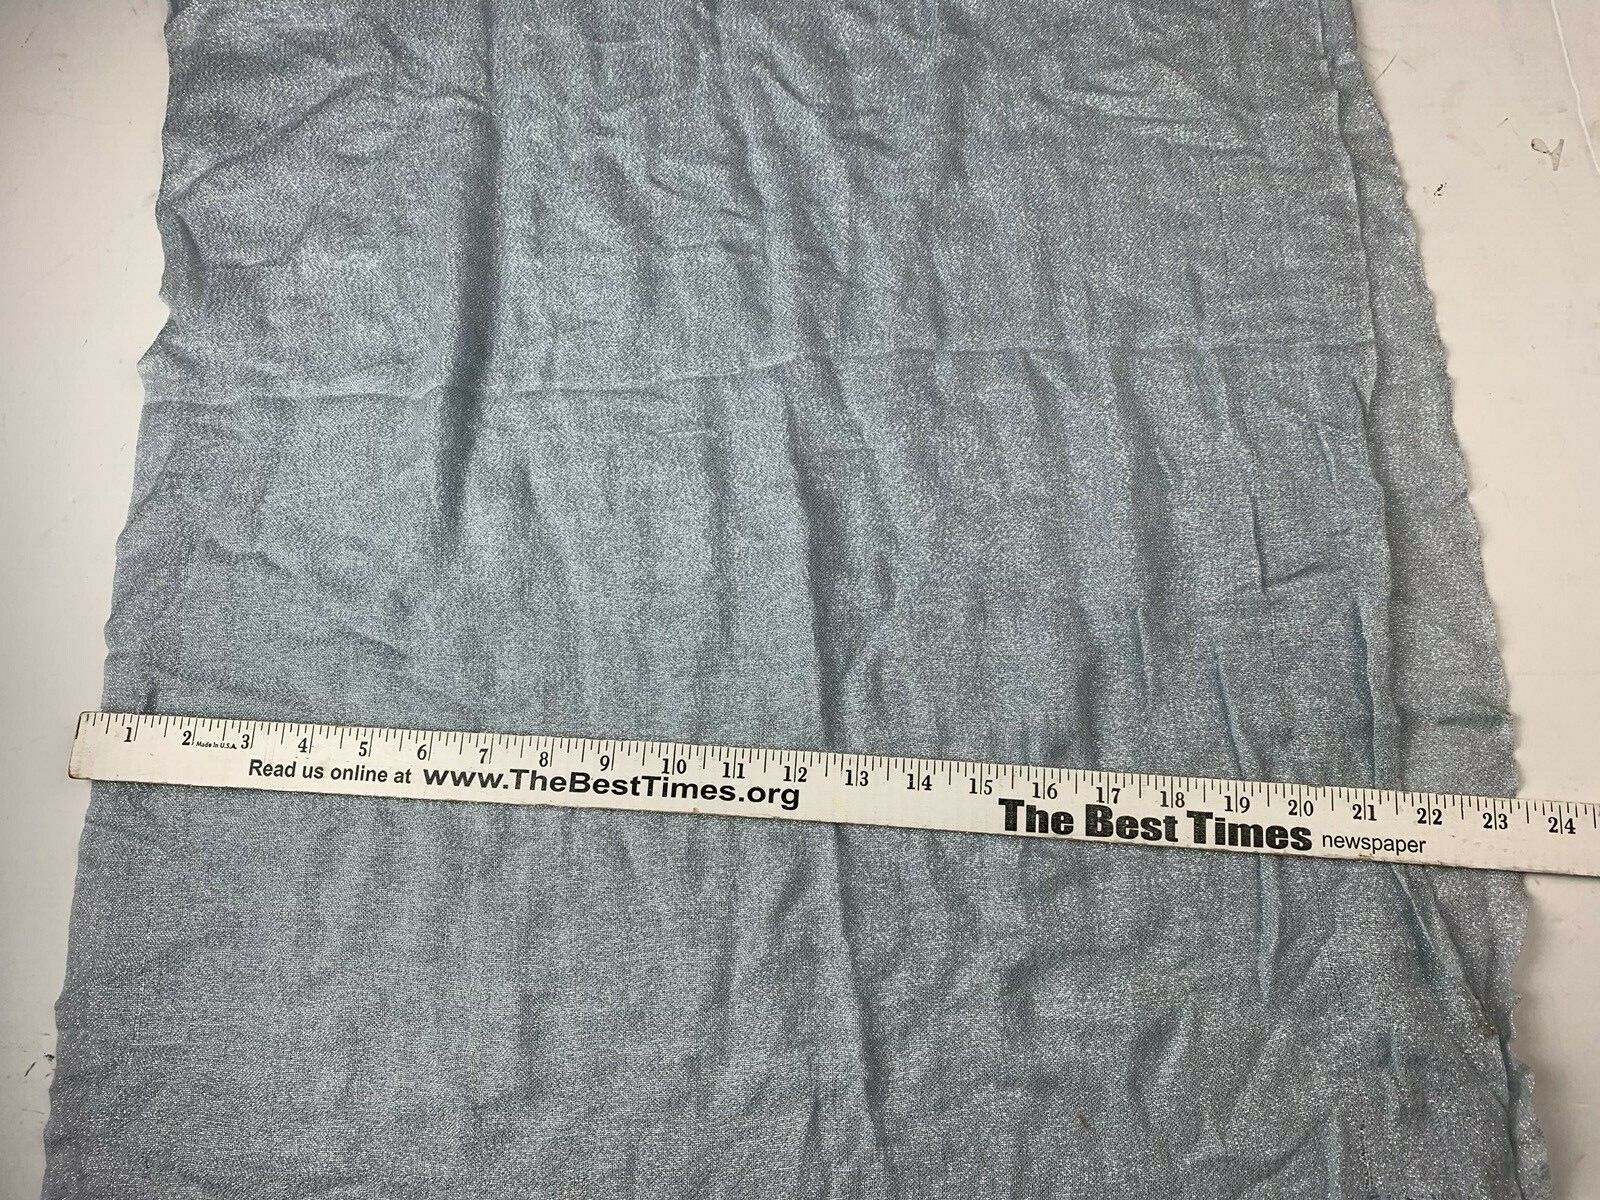 1 2 Made in U.S.A. 3 4 5 6 7 8 9 10 11 12 13 14 15 16 17 18 19 20 21 22 23 24
Read us online at www.TheBestTimes.org
The Best Times newspaper